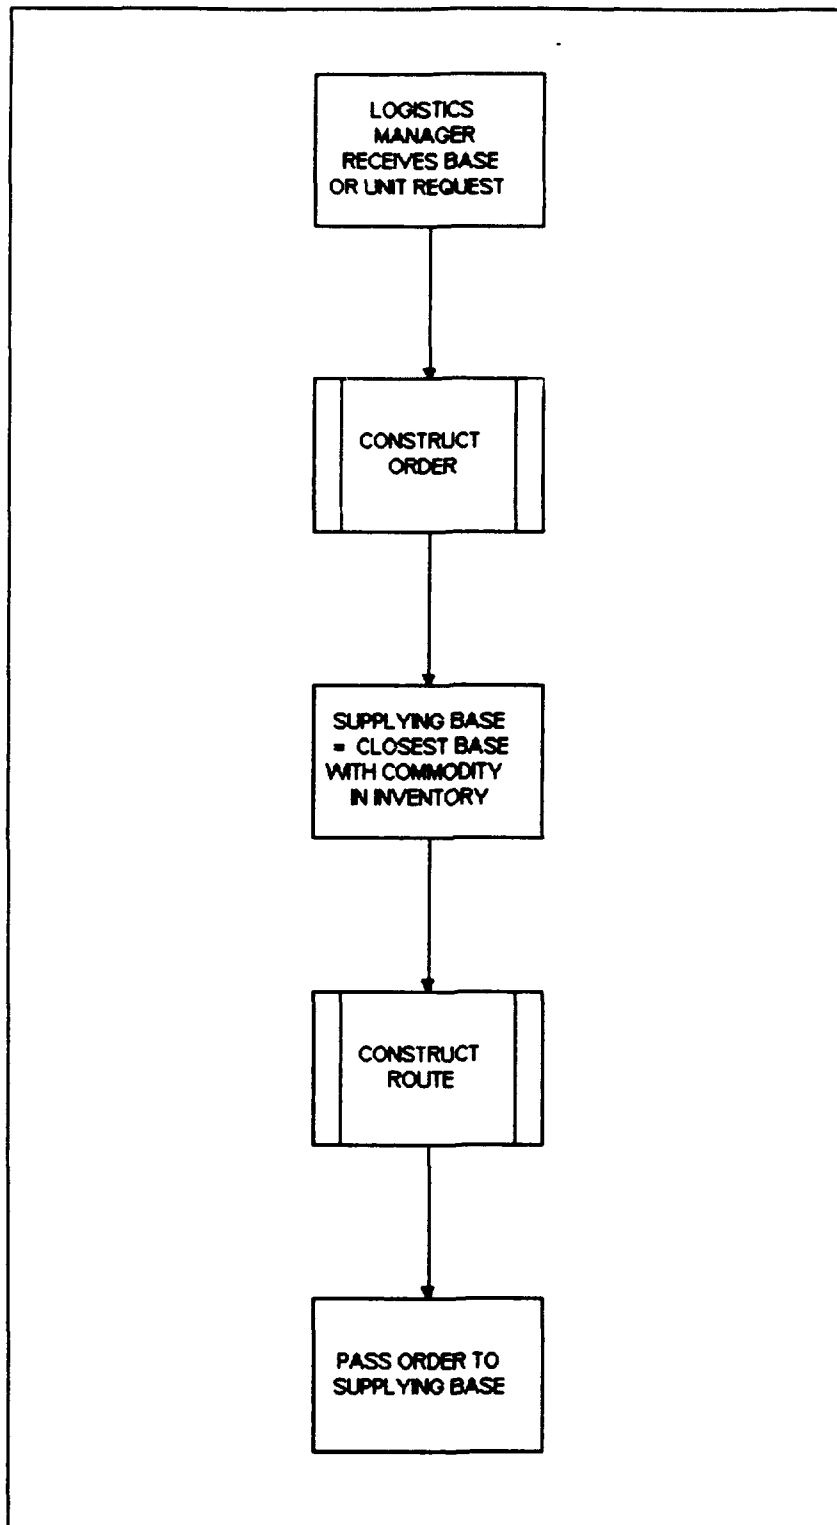 LOGISTICS
MANAGER
RECEIVES BASE
OR UNIT REQUEST
CONSTRUCT
ORDER
SUPPLYING BASE
= CLOSEST BASE
WITH COMMODITY
IN INVENTORY
CONSTRUCT
ROUTE
PASS ORDER TO
SUPPLYING BASE